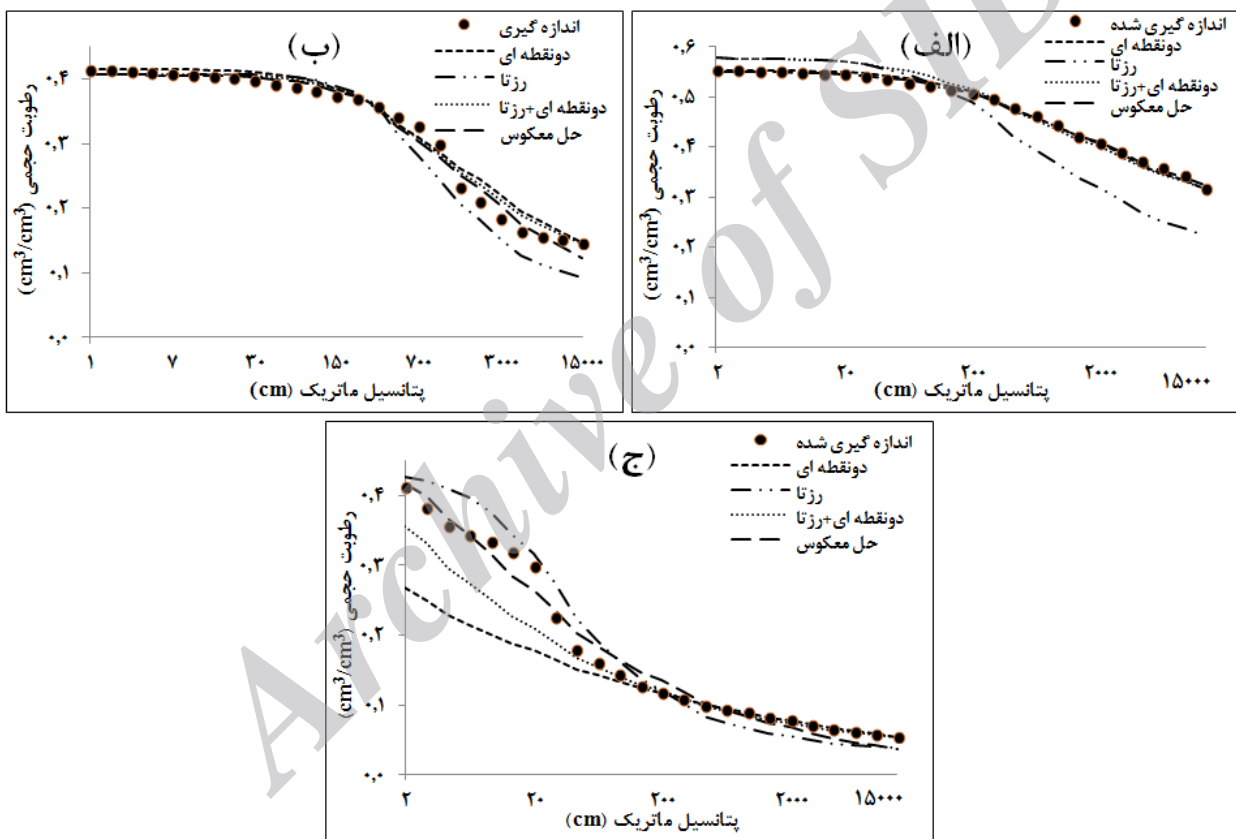 (ب)
اندازه گیری
دونقطه ای
رزتا
دونقطه ای+رزتا
حل معکوس
رطوبت حجمی (cm³/cm³)
۰٫۴
۰٫۳
۰٫۲
۰٫۱
۰٫۰
۱ ۷ ۳۰ ۱۵۰ ۷۰۰ ۳۰۰۰ ۱۵۰۰۰
پتانسیل ماتریک (cm)
(الف)
اندازه گیری شده
دونقطه ای
رزتا
دونقطه ای+رزتا
حل معکوس
رطوبت حجمی (cm³/cm³)
۰٫۶
۰٫۵
۰٫۴
۰٫۳
۰٫۲
۰٫۱
۰٫۰
۲ ۲۰ ۲۰۰ ۲۰۰۰ ۱۵۰۰۰
پتانسیل ماتریک (cm)
(ج)
اندازه گیری شده
دونقطه ای
رزتا
دونقطه ای+رزتا
حل معکوس
رطوبت حجمی (cm³/cm³)
۰٫۴
۰٫۳
۰٫۲
۰٫۱
۰٫۰
۲ ۲۰ ۲۰۰ ۲۰۰۰ ۱۵۰۰۰
پتانسیل ماتریک (cm)
Archive of